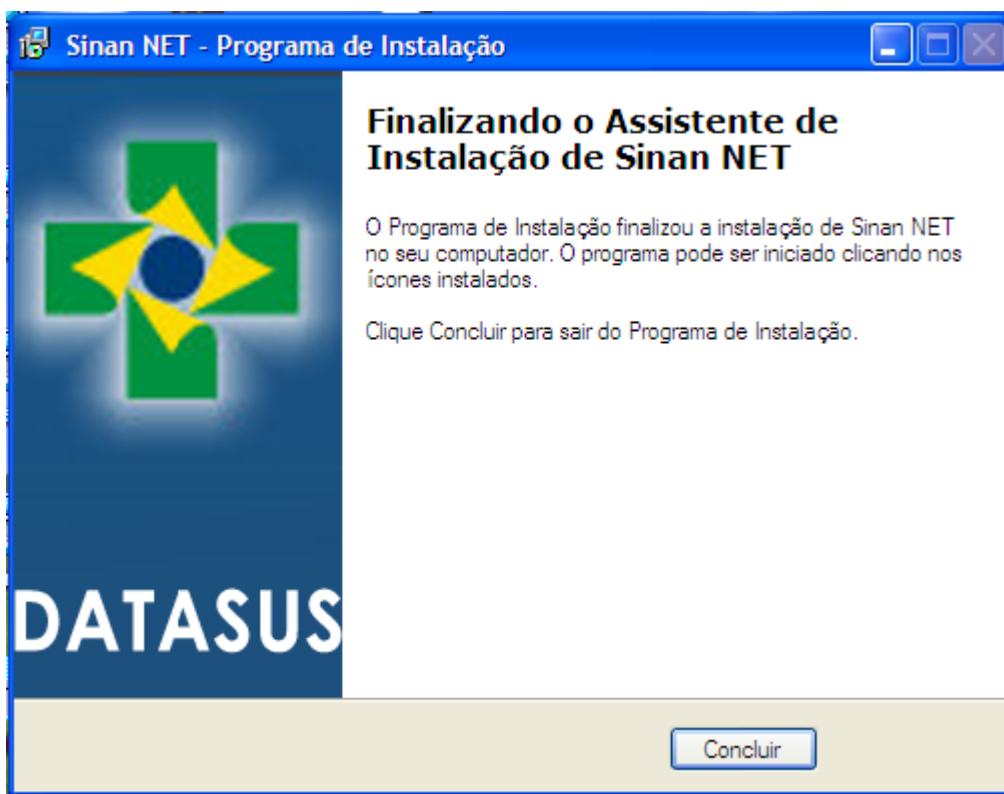 Sinan NET - Programa de Instalação
Finalizando o Assistente de
Instalação de Sinan NET
O Programa de Instalação finalizou a instalação de Sinan NET
no seu computador. O programa pode ser iniciado clicando nos
ícones instalados.
Clique Concluir para sair do Programa de Instalação.
DATASUS
Concluir